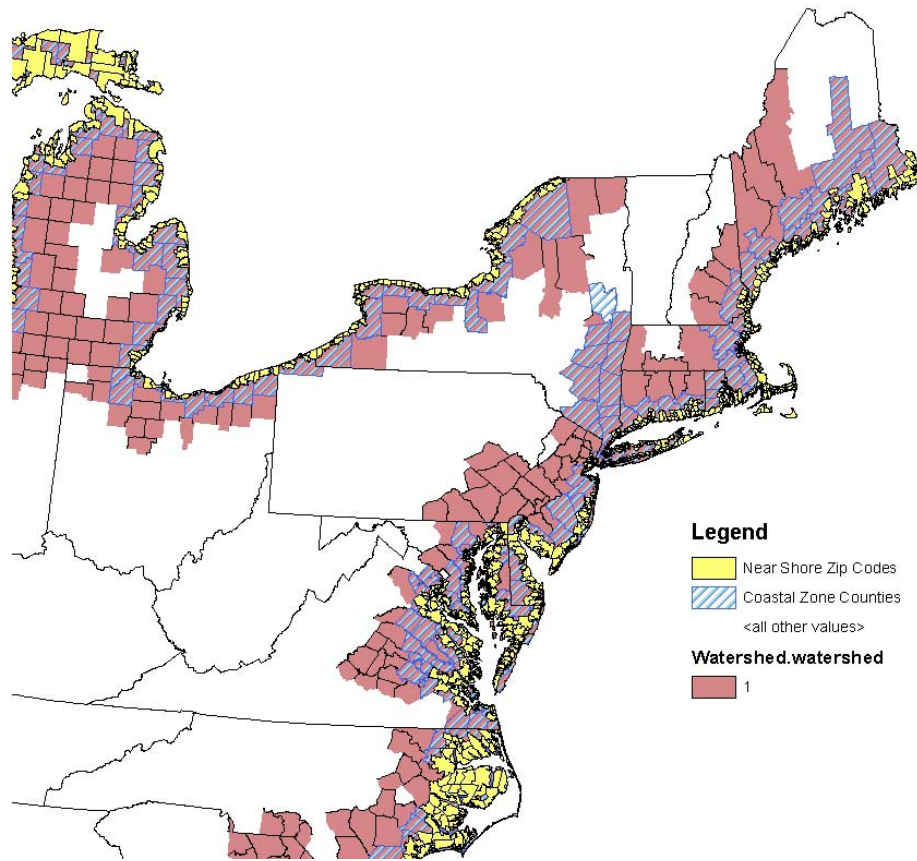 Legend
Near Shore Zip Codes
Coastal Zone Counties
<all other values>
Watershed.watershed
1